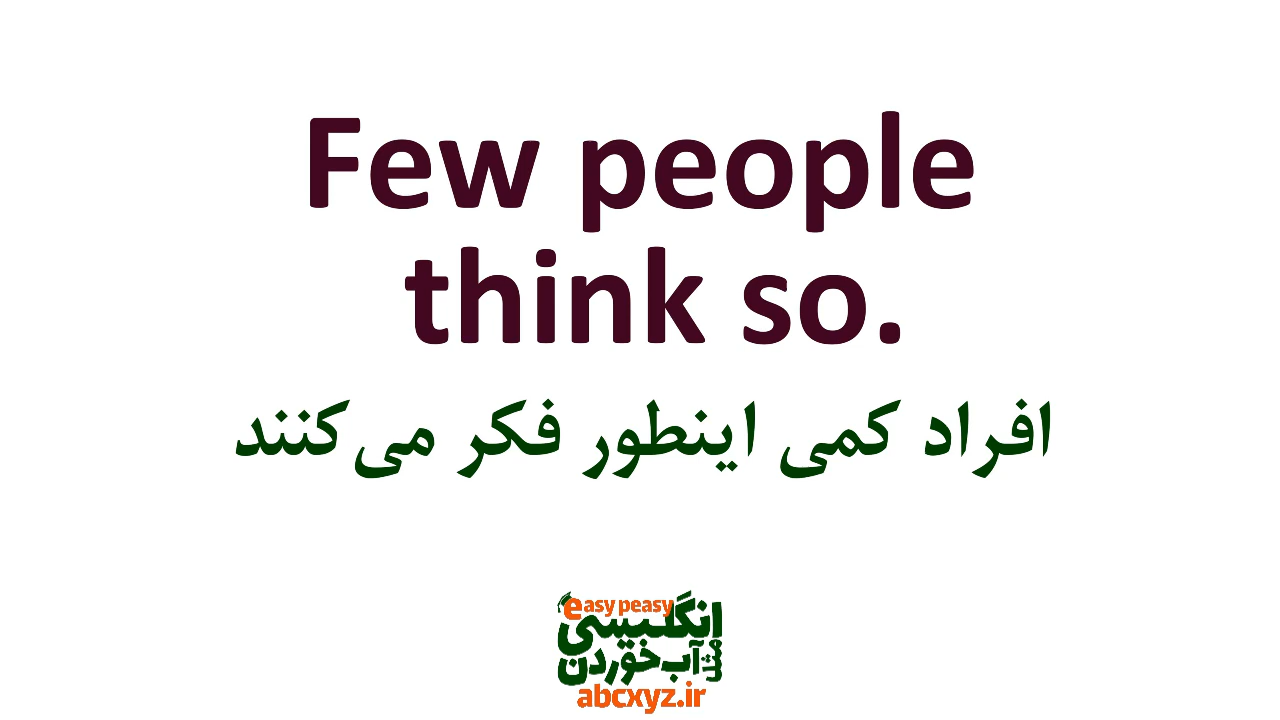 Few people
think so.
افراد کمی اینطور فکر می‌کنند
easy peasy
انگلیسی
مثل آب خوردن
abcxyz.ir